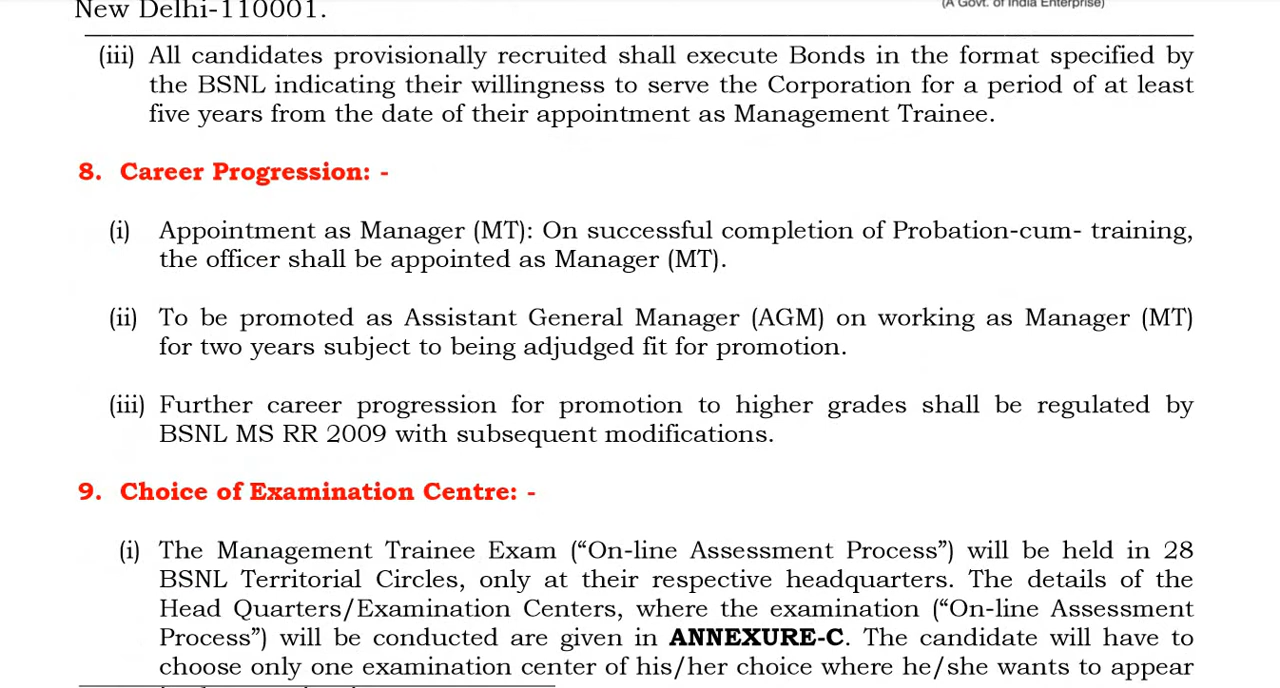 New Delhi-110001.
(A Govt. of India Enterprise)
(iii) All candidates provisionally recruited shall execute Bonds in the format specified by
the BSNL indicating their willingness to serve the Corporation for a period of at least
five years from the date of their appointment as Management Trainee.
8. Career Progression: -
(i) Appointment as Manager (MT): On successful completion of Probation-cum- training,
the officer shall be appointed as Manager (MT).
(ii) To be promoted as Assistant General Manager (AGM) on working as Manager (MT)
for two years subject to being adjudged fit for promotion.
(iii) Further career progression for promotion to higher grades shall be regulated by
BSNL MS RR 2009 with subsequent modifications.
9. Choice of Examination Centre: -
(i) The Management Trainee Exam (“On-line Assessment Process”) will be held in 28
BSNL Territorial Circles, only at their respective headquarters. The details of the
Head Quarters/Examination Centers, where the examination (“On-line Assessment
Process”) will be conducted are given in ANNEXURE-C. The candidate will have to
choose only one examination center of his/her choice where he/she wants to appear